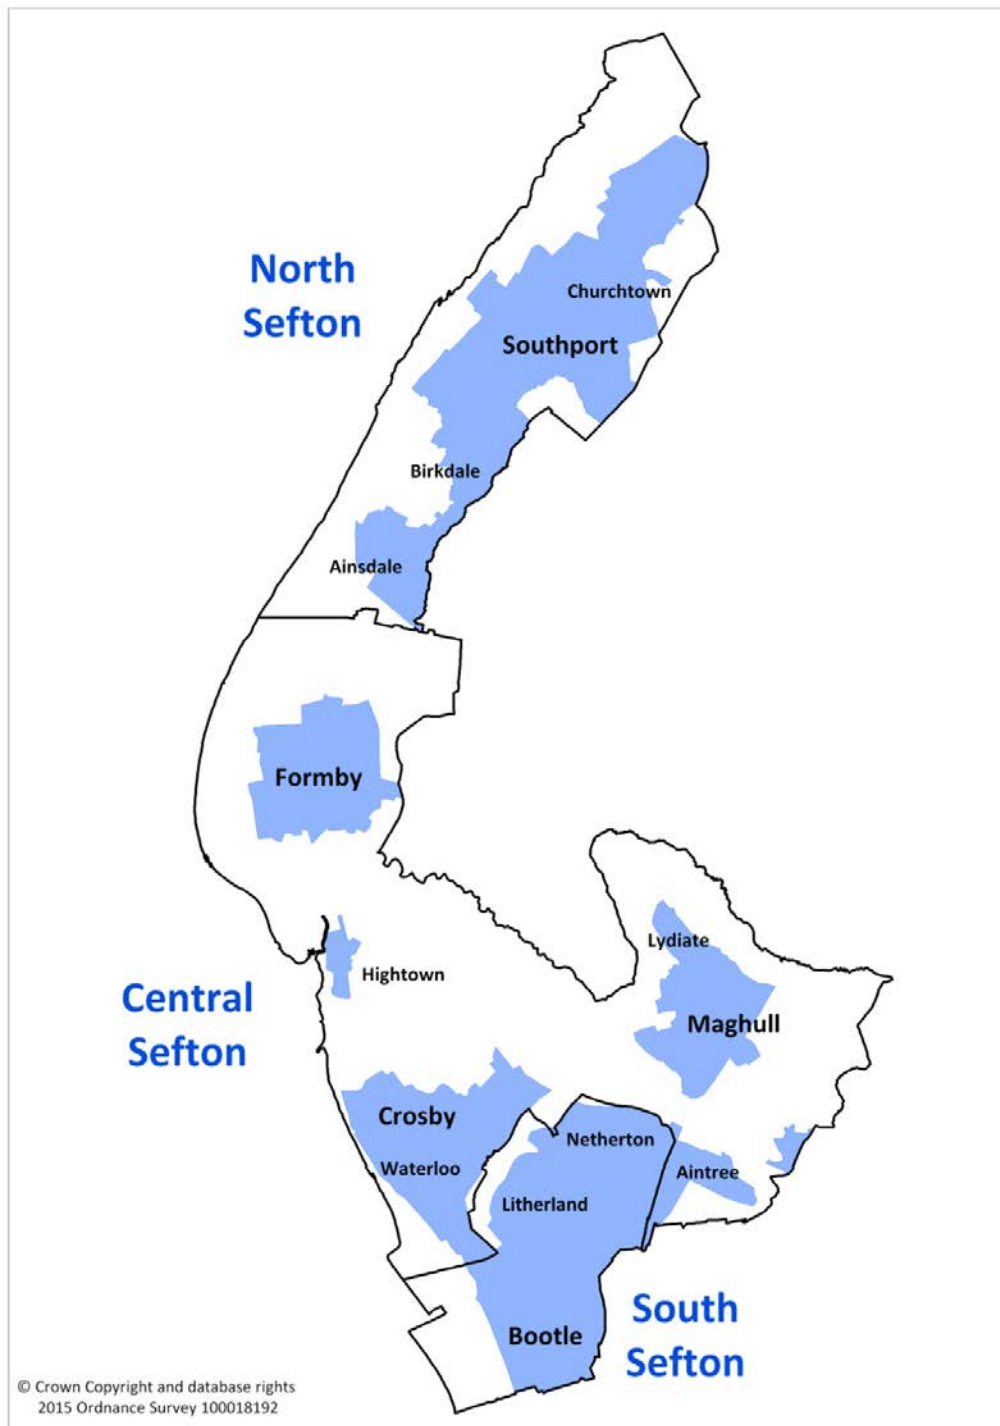 North
Sefton
Churchtown
Southport
Birkdale
Ainsdale
Formby
Lydiate
Hightown
Central
Sefton
Maghull
Crosby
Netherton
Waterloo
Aintree
Litherland
South
Sefton
Bootle
© Crown Copyright and database rights
2015 Ordnance Survey 100018192